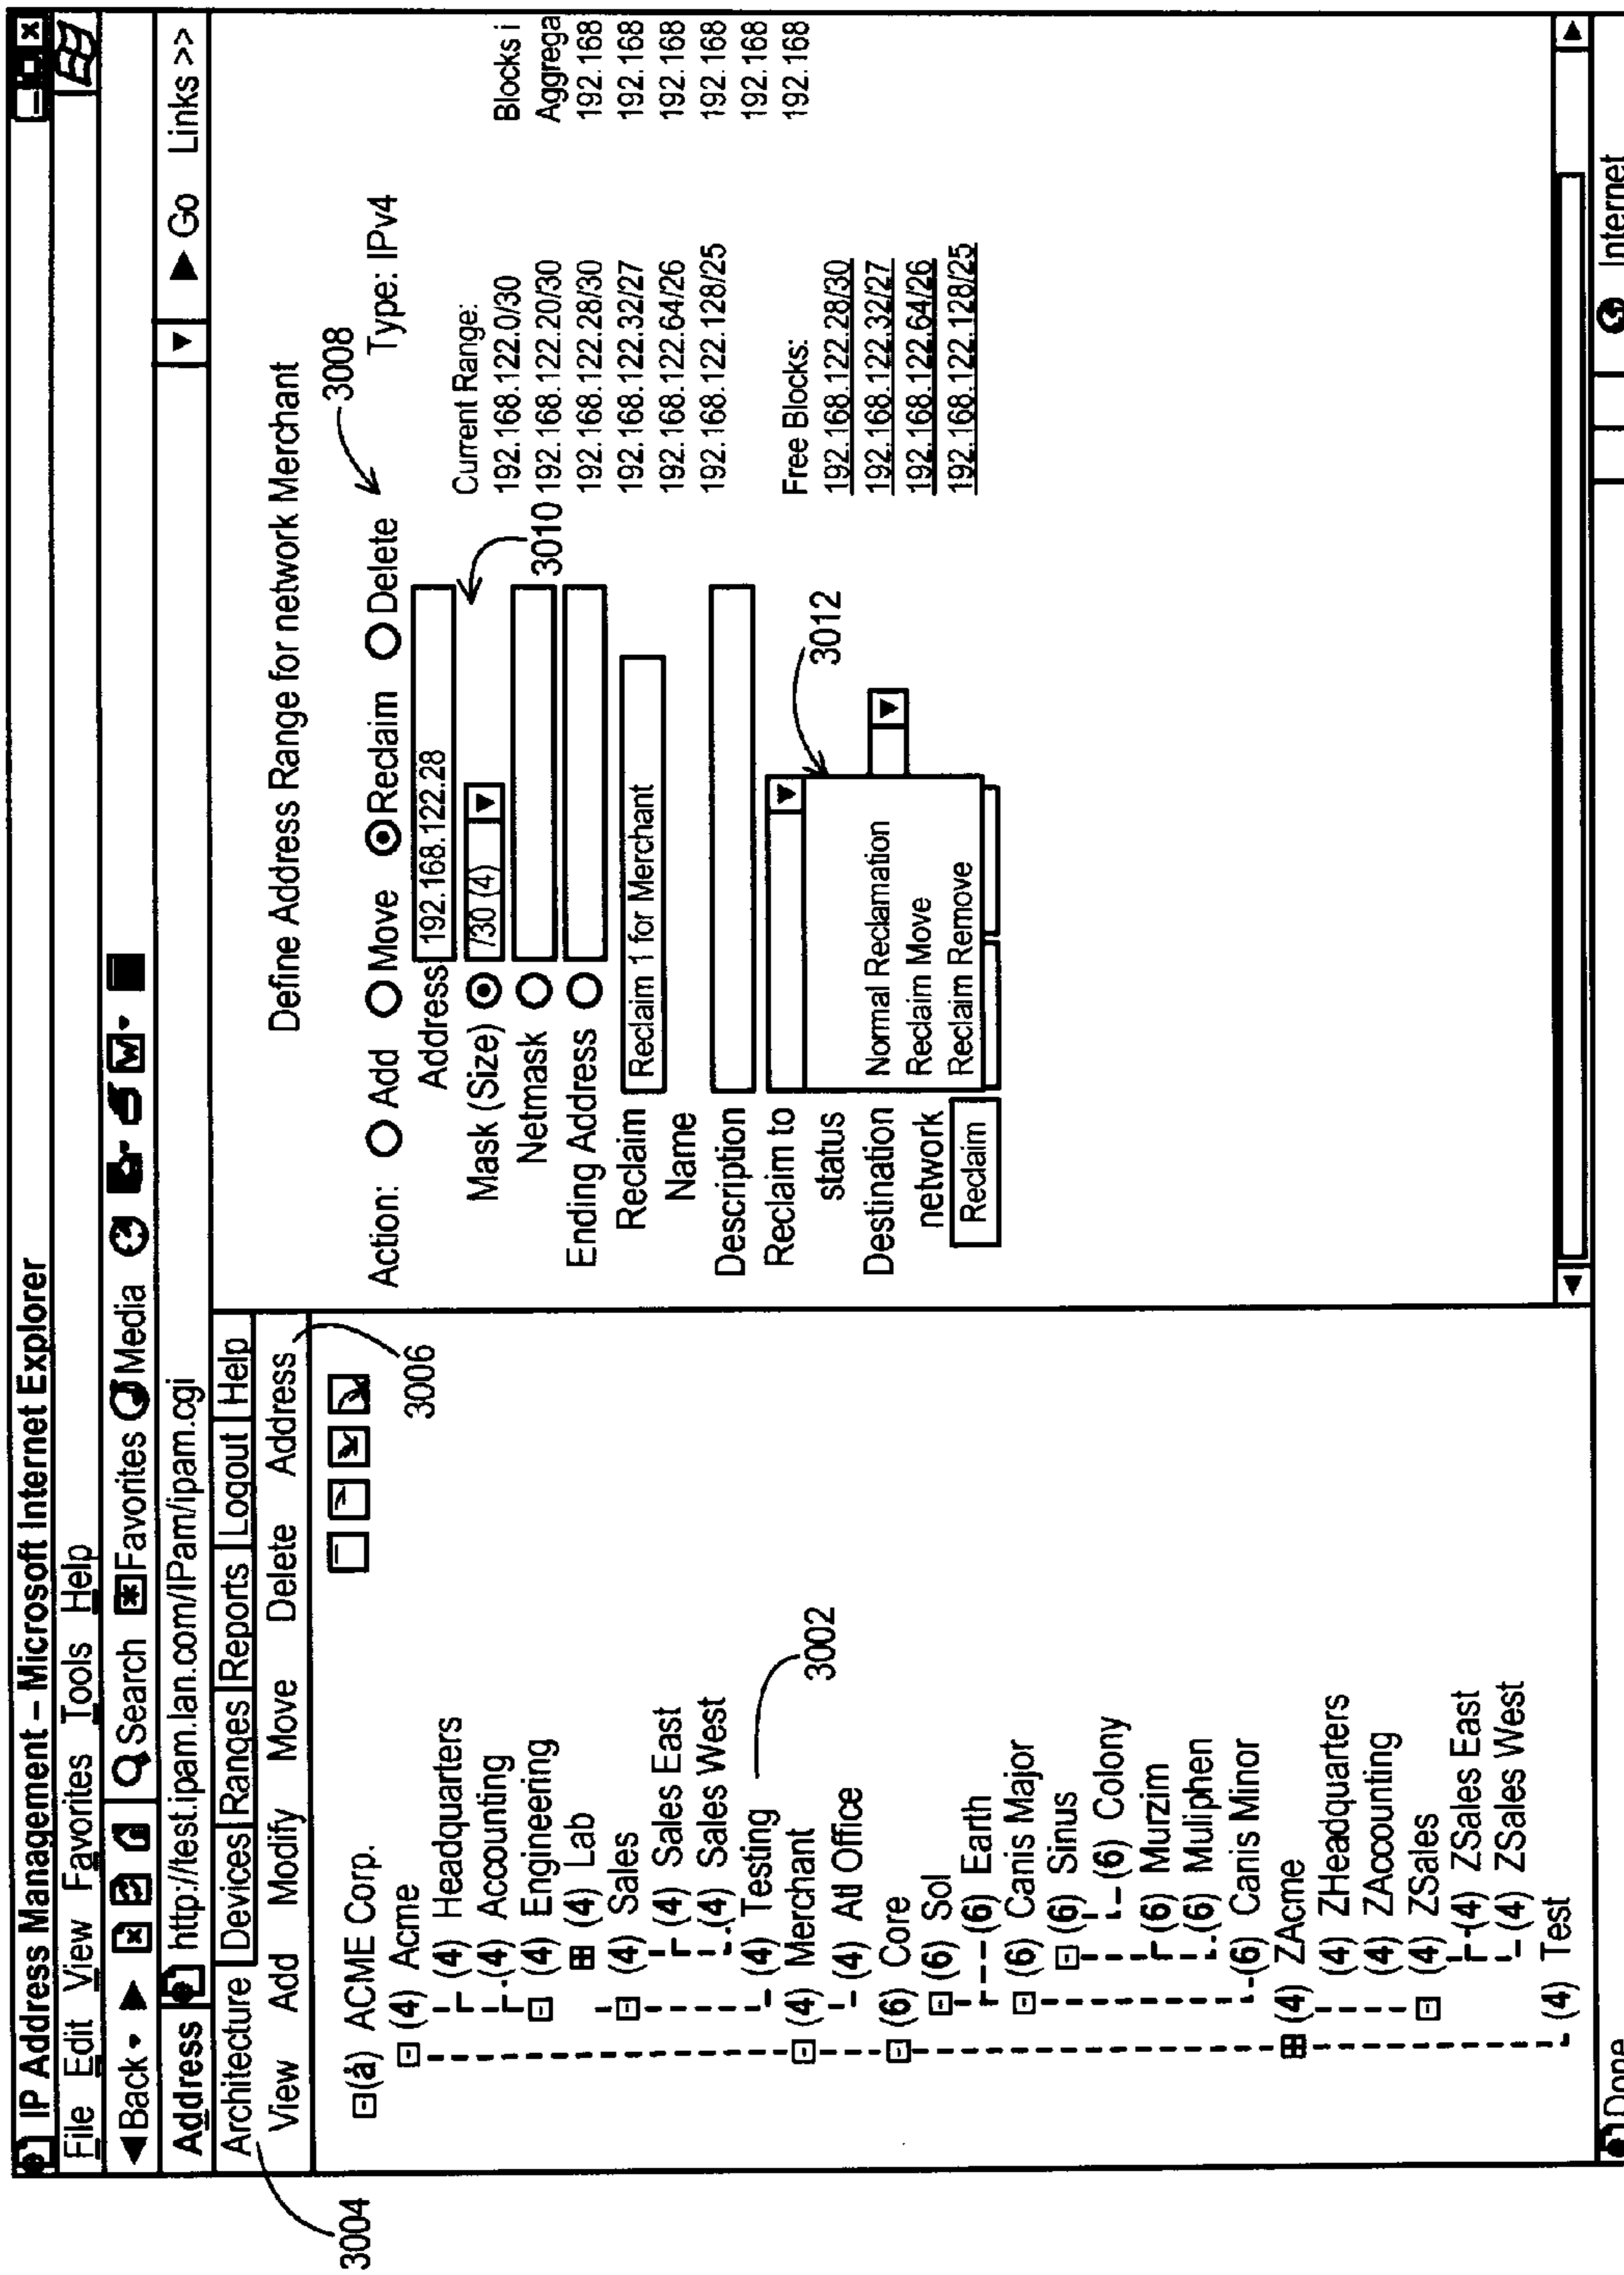 IP Address Management – Microsoft Internet Explorer
File Edit View Favorites Tools Help
Back Search Favorites Media
Address http://test.ipam.lan.com/IPam/ipam.cgi Go Links >>
Architecture Devices Ranges Reports Logout Help
View Add Modify Move Delete Address
3004
3006
(a) ACME Corp.
(4) Acme
(4) Headquarters
(4) Accounting
(4) Engineering
(4) Lab
(4) Sales
(4) Sales East
(4) Sales West
(4) Testing
3002
(4) Merchant
(4) Atl Office
(6) Core
(6) Sol
(6) Earth
(6) Canis Major
(6) Sinus
(6) Colony
(6) Murzim
(6) Muliphen
(6) Canis Minor
(4) ZAcme
(4) ZHeadquarters
(4) ZAccounting
(4) ZSales
(4) ZSales East
(4) ZSales West
(4) Test
Define Address Range for network Merchant
3008
Action: Add Move Reclaim Delete Type: IPv4
Address 192.168.122.28
Mask (Size) /30 (4)
3010
Netmask
Ending Address
Reclaim Name Reclaim 1 for Merchant
Description
Reclaim to status
3012
Normal Reclamation
Reclaim Move
Reclaim Remove
Destination network
Reclaim
Current Range:
192.168.122.0/30
192.168.122.20/30
192.168.122.28/30
192.168.122.32/27
192.168.122.64/26
192.168.122.128/25
Free Blocks:
192.168.122.28/30
192.168.122.32/27
192.168.122.64/26
192.168.122.128/25
Blocks i
Aggrega
192.168
192.168
192.168
192.168
192.168
192.168
Done Internet